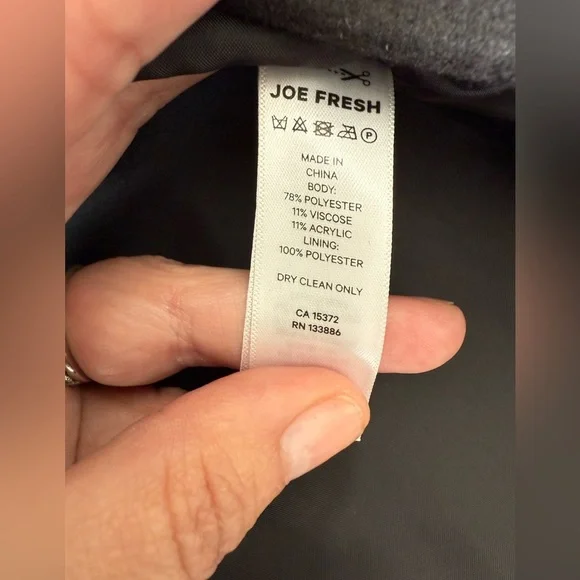 JOE FRESH
P
MADE IN
CHINA
BODY:
78% POLYESTER
11% VISCOSE
11% ACRYLIC
LINING:
100% POLYESTER
DRY CLEAN ONLY
CA 15372
RN 133886